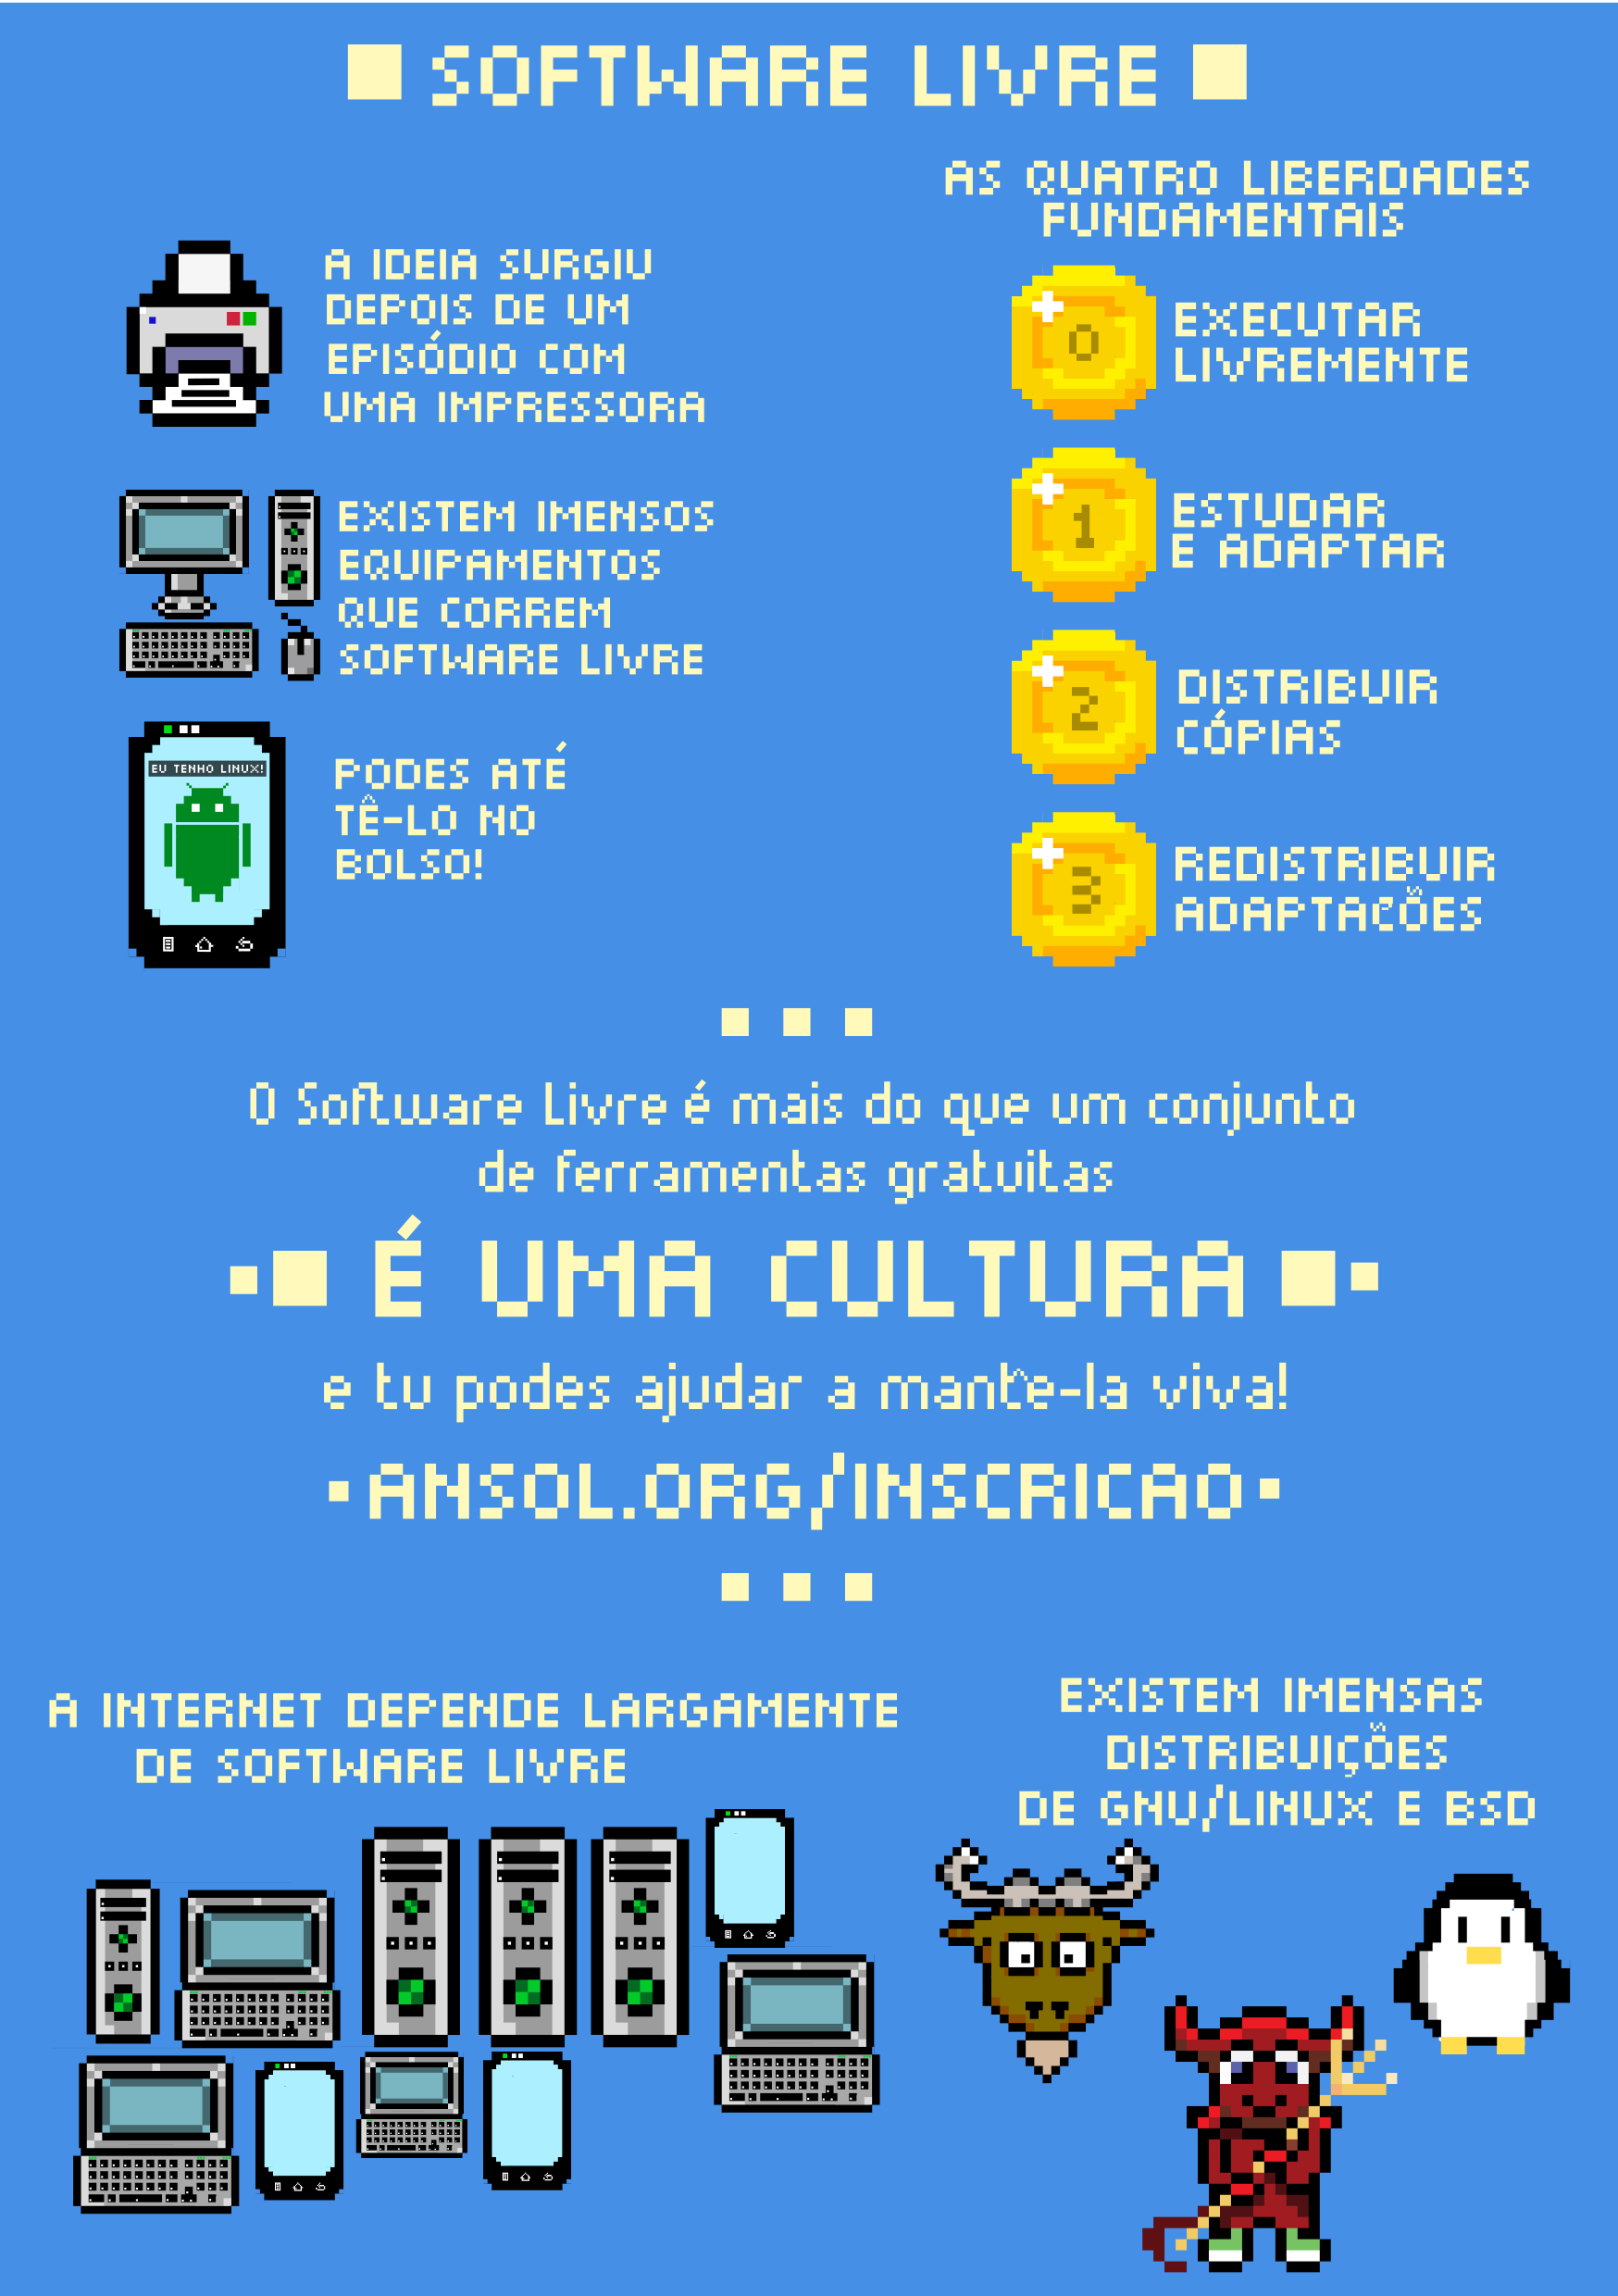 SOFTWARE LIVRE
A IDEIA SURGIU
DEPOIS DE UM
EPISÓDIO COM
UMA IMPRESSORA
EXISTEM IMENSOS
EQUIPAMENTOS
QUE CORREM
SOFTWARE LIVRE
EU TENHO LINUX!
PODES ATÉ
TÊ-LO NO
BOLSO!
AS QUATRO LIBERDADES
FUNDAMENTAIS
0
EXECUTAR
LIVREMENTE
1
ESTUDAR
E ADAPTAR
2
DISTRIBUIR
CÓPIAS
3
REDISTRIBUIR
ADAPTAÇÕES
O Software Livre é mais do que um conjunto
de ferramentas gratuitas
É UMA CULTURA
e tu podes ajudar a mantê-la viva!
ANSOL.ORG/INSCRICAO
A INTERNET DEPENDE LARGAMENTE
DE SOFTWARE LIVRE
EXISTEM IMENSAS
DISTRIBUIÇÕES
DE GNU/LINUX E BSD